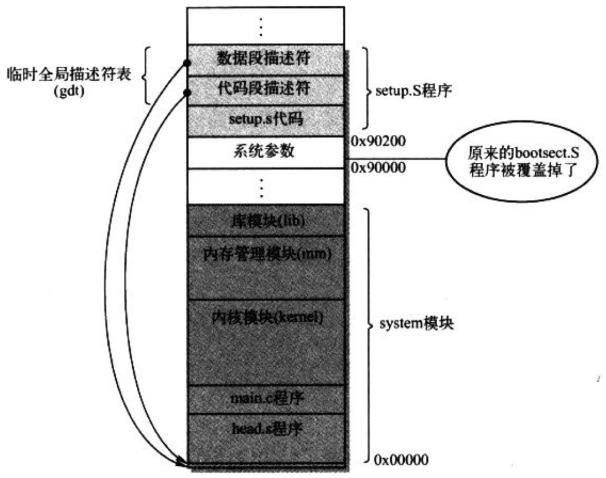 ⋮
数据段描述符
临时全局描述符表
(gdt)
代码段描述符
setup.S程序
setup.s代码
0x90200
系统参数
0x90000
原来的bootsect.S
程序被覆盖掉了
⋮
库模块(lib)
内存管理模块(mm)
内核模块(kernel)
system模块
main.c程序
head.s程序
0x00000